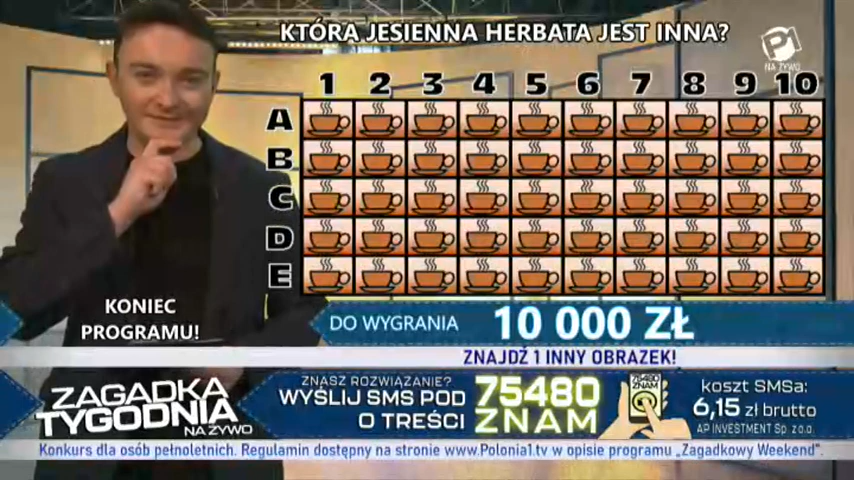 KTÓRA JESIENNA HERBATA JEST INNA?
P1
NA ŻYWO
1 2 3 4 5 6 7 8 9 10
A
B
C
D
E
KONIEC
PROGRAMU!
DO WYGRANIA 10 000 ZŁ
ZNAJDŹ 1 INNY OBRAZEK!
ZAGADKA
TYGODNIA
NA ŻYWO
ZNASZ ROZWIĄZANIE?
WYŚLIJ SMS POD
O TREŚCI
75480
ZNAM
75480
ZNAM
koszt SMSa:
6,15 zł brutto
AP INVESTMENT Sp. z o.o.
Konkurs dla osób pełnoletnich. Regulamin dostępny na stronie www.Polonia1.tv w opisie programu „Zagadkowy Weekend".